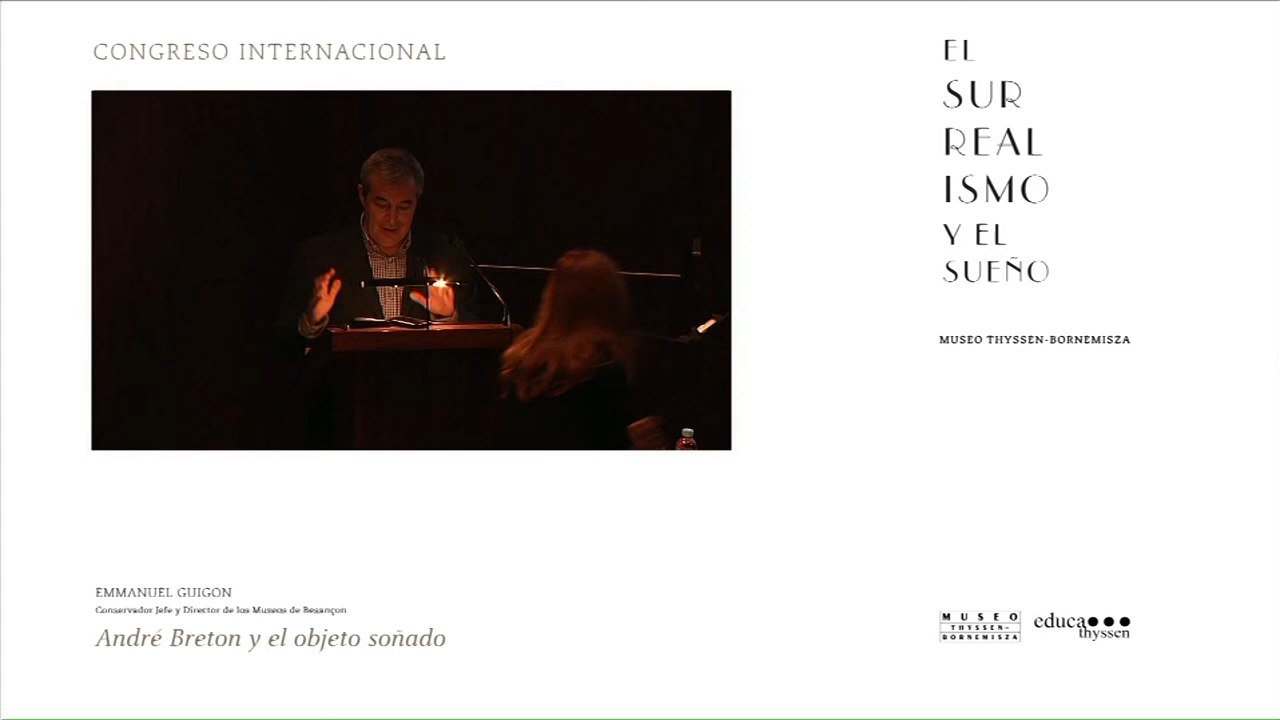 CONGRESO INTERNACIONAL
EL
SUR
REAL
ISMO
Y EL
SUEÑO
MUSEO THYSSEN-BORNEMISZA
EMMANUEL GUIGON
Conservador Jefe y Director de los Museos de Besançon
André Breton y el objeto soñado
MUSEO
THYSSEN-
BORNEMISZA
educa
thyssen